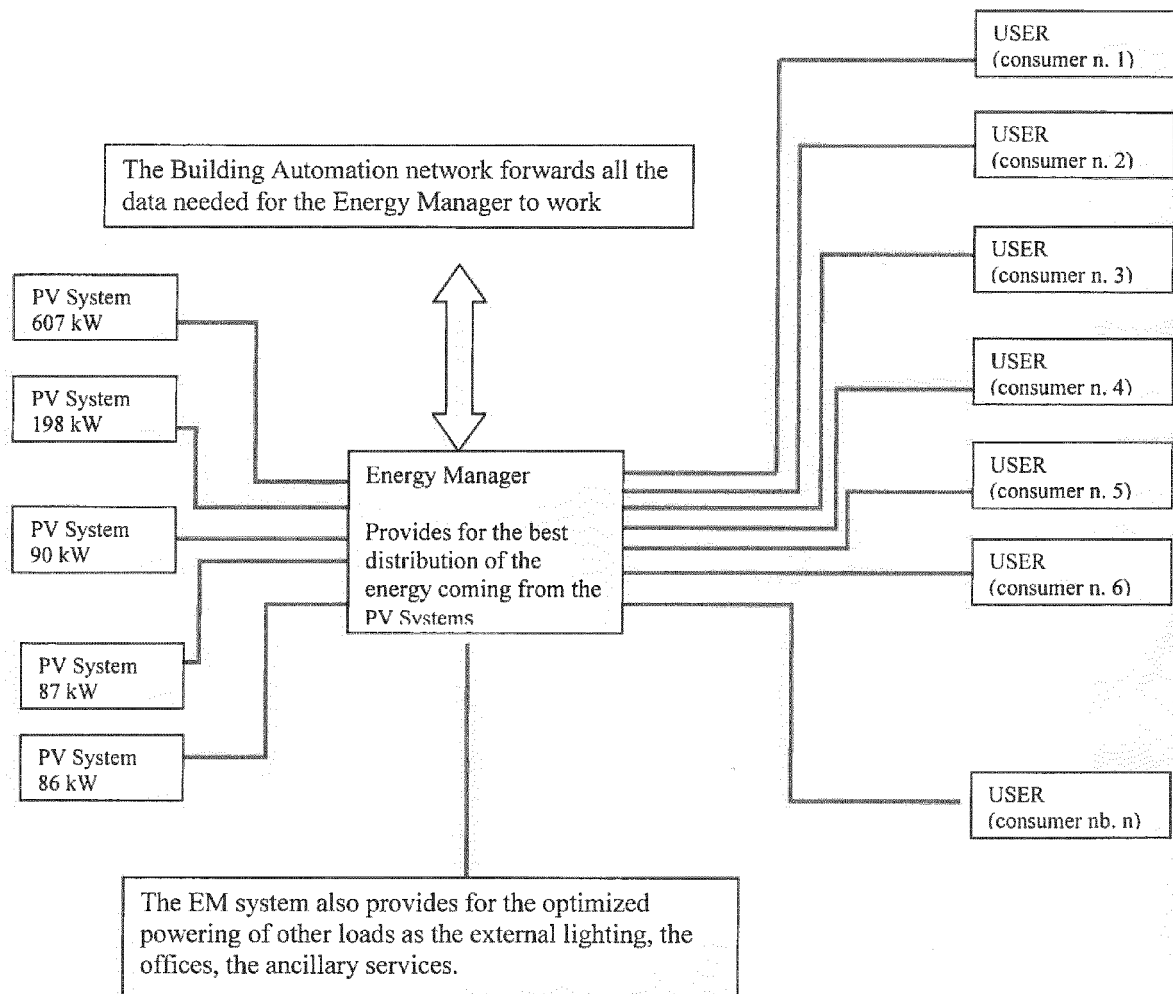 USER
(consumer n. 1)
USER
(consumer n. 2)
The Building Automation network forwards all the
data needed for the Energy Manager to work
USER
(consumer n. 3)
PV System
607 kW
USER
(consumer n. 4)
PV System
198 kW
Energy Manager
Provides for the best
distribution of the
energy coming from the
PV Systems
USER
(consumer n. 5)
PV System
90 kW
USER
(consumer n. 6)
PV System
87 kW
PV System
86 kW
USER
(consumer nb. n)
The EM system also provides for the optimized
powering of other loads as the external lighting, the
offices, the ancillary services.